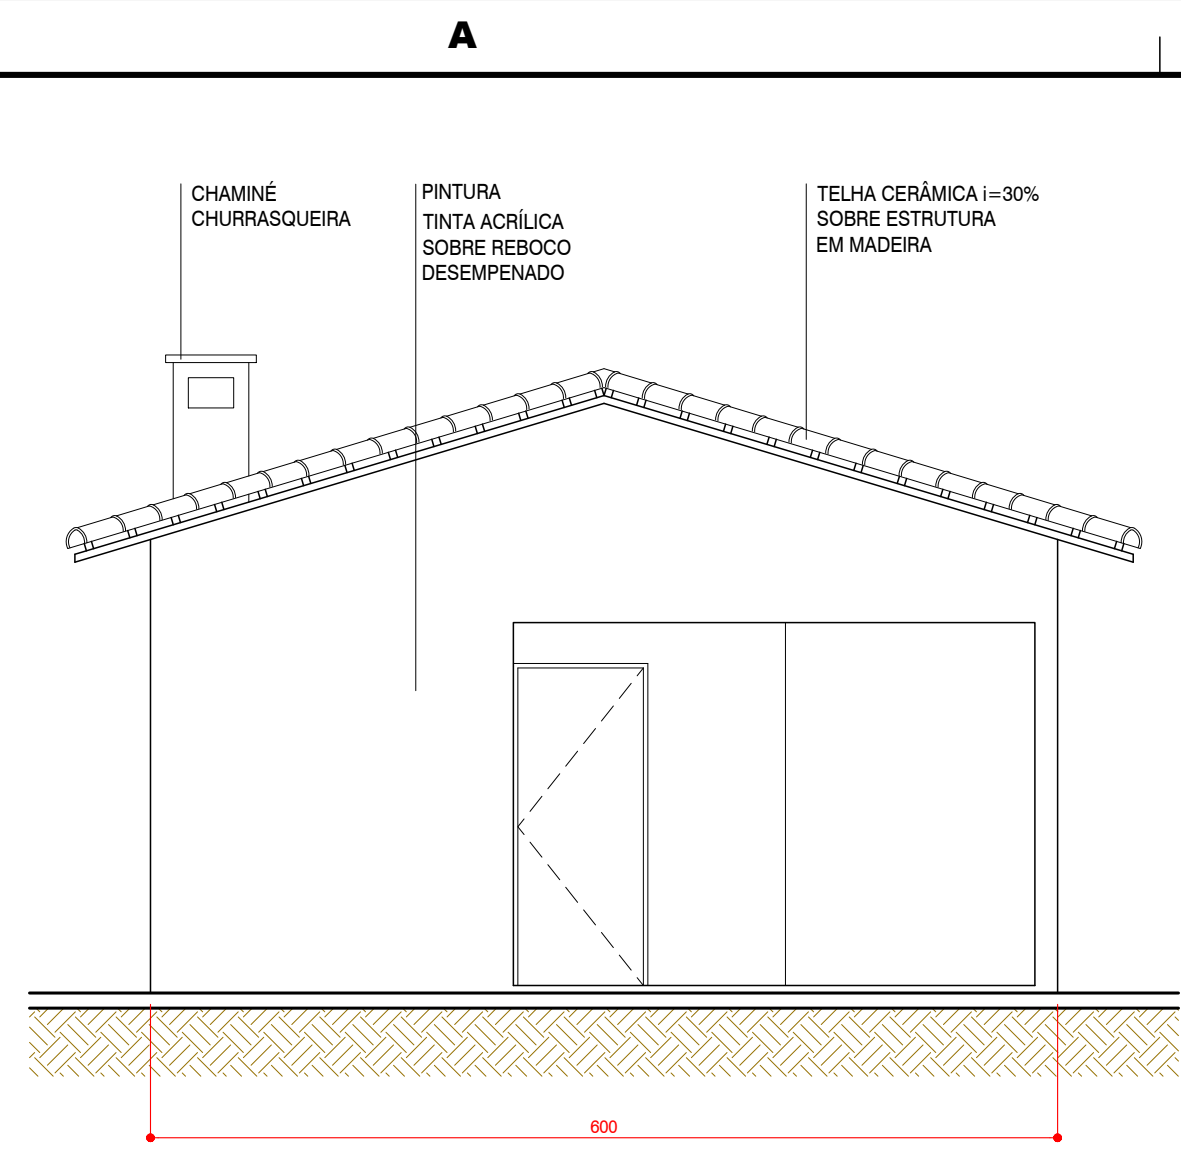 A
CHAMINÉ
CHURRASQUEIRA
PINTURA
TINTA ACRÍLICA
SOBRE REBOCO
DESEMPENADO
TELHA CERÂMICA i=30%
SOBRE ESTRUTURA
EM MADEIRA
600